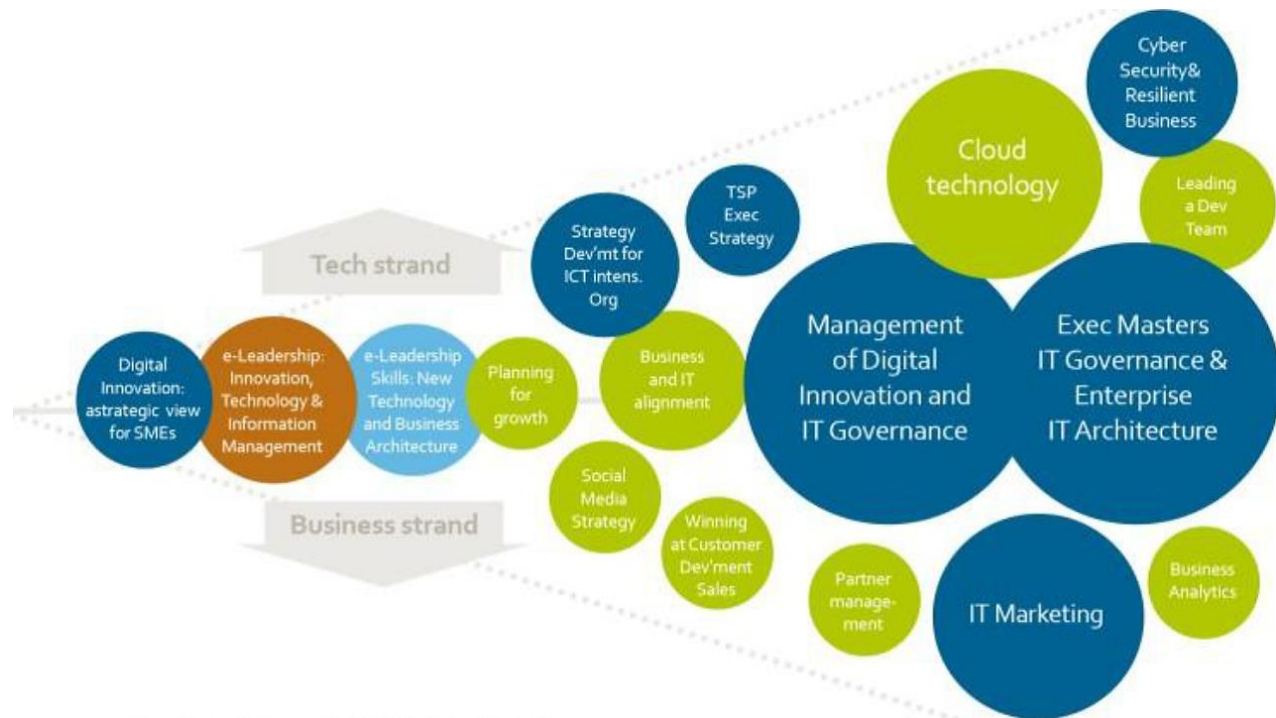 Cyber
Security&
Resilient
Business
Cloud
technology
Leading
a Dev
Team
TSP
Exec
Strategy
Strategy
Dev'mt for
ICT intens.
Org
Tech strand
Digital
Innovation:
astrategic view
for SMEs
e-Leadership:
Innovation,
Technology &
Information
Management
e-Leadership
Skills: New
Technology
and Business
Architecture
Planning
for
growth
Business
and IT
alignment
Management
of Digital
Innovation and
IT Governance
Exec Masters
IT Governance &
Enterprise
IT Architecture
Business strand
Social
Media
Strategy
Winning
at Customer
Dev'ment
Sales
Partner
manage-
ment
IT Marketing
Business
Analytics